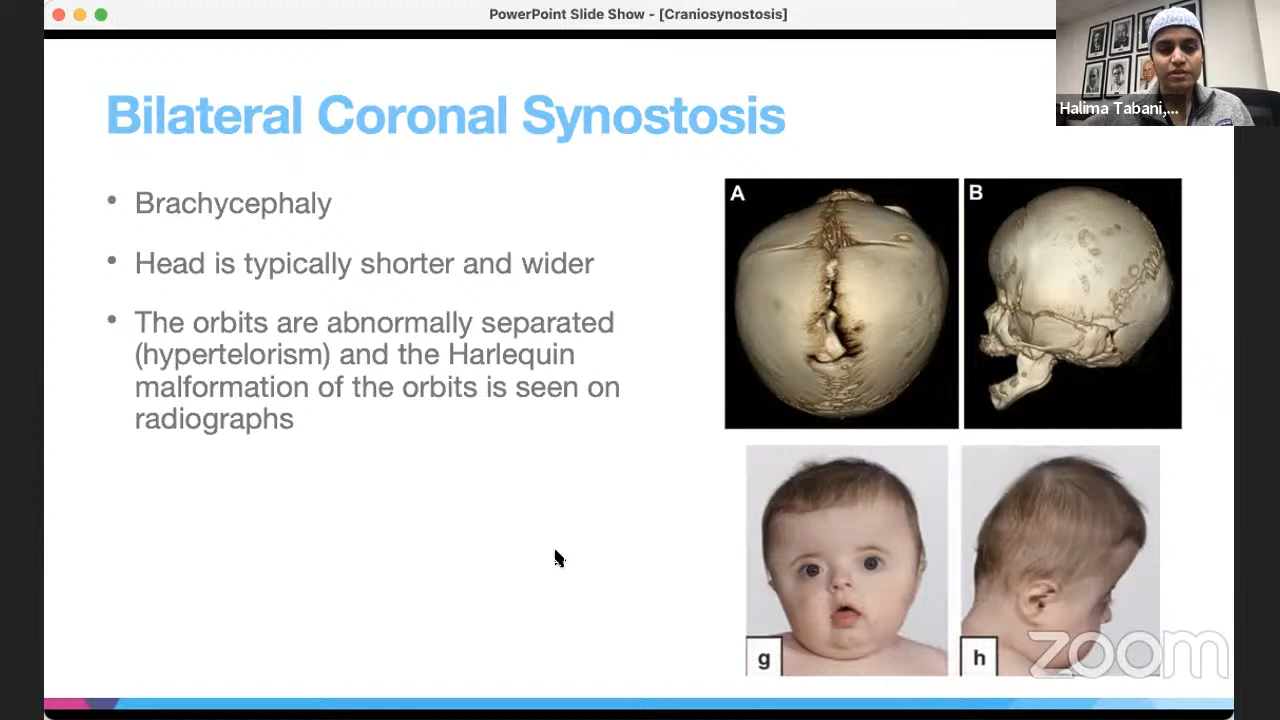 PowerPoint Slide Show - [Craniosynostosis]
Halima Tabani,...
Bilateral Coronal Synostosis
• Brachycephaly
• Head is typically shorter and wider
• The orbits are abnormally separated
(hypertelorism) and the Harlequin
malformation of the orbits is seen on
radiographs
A
B
g
h
zoom